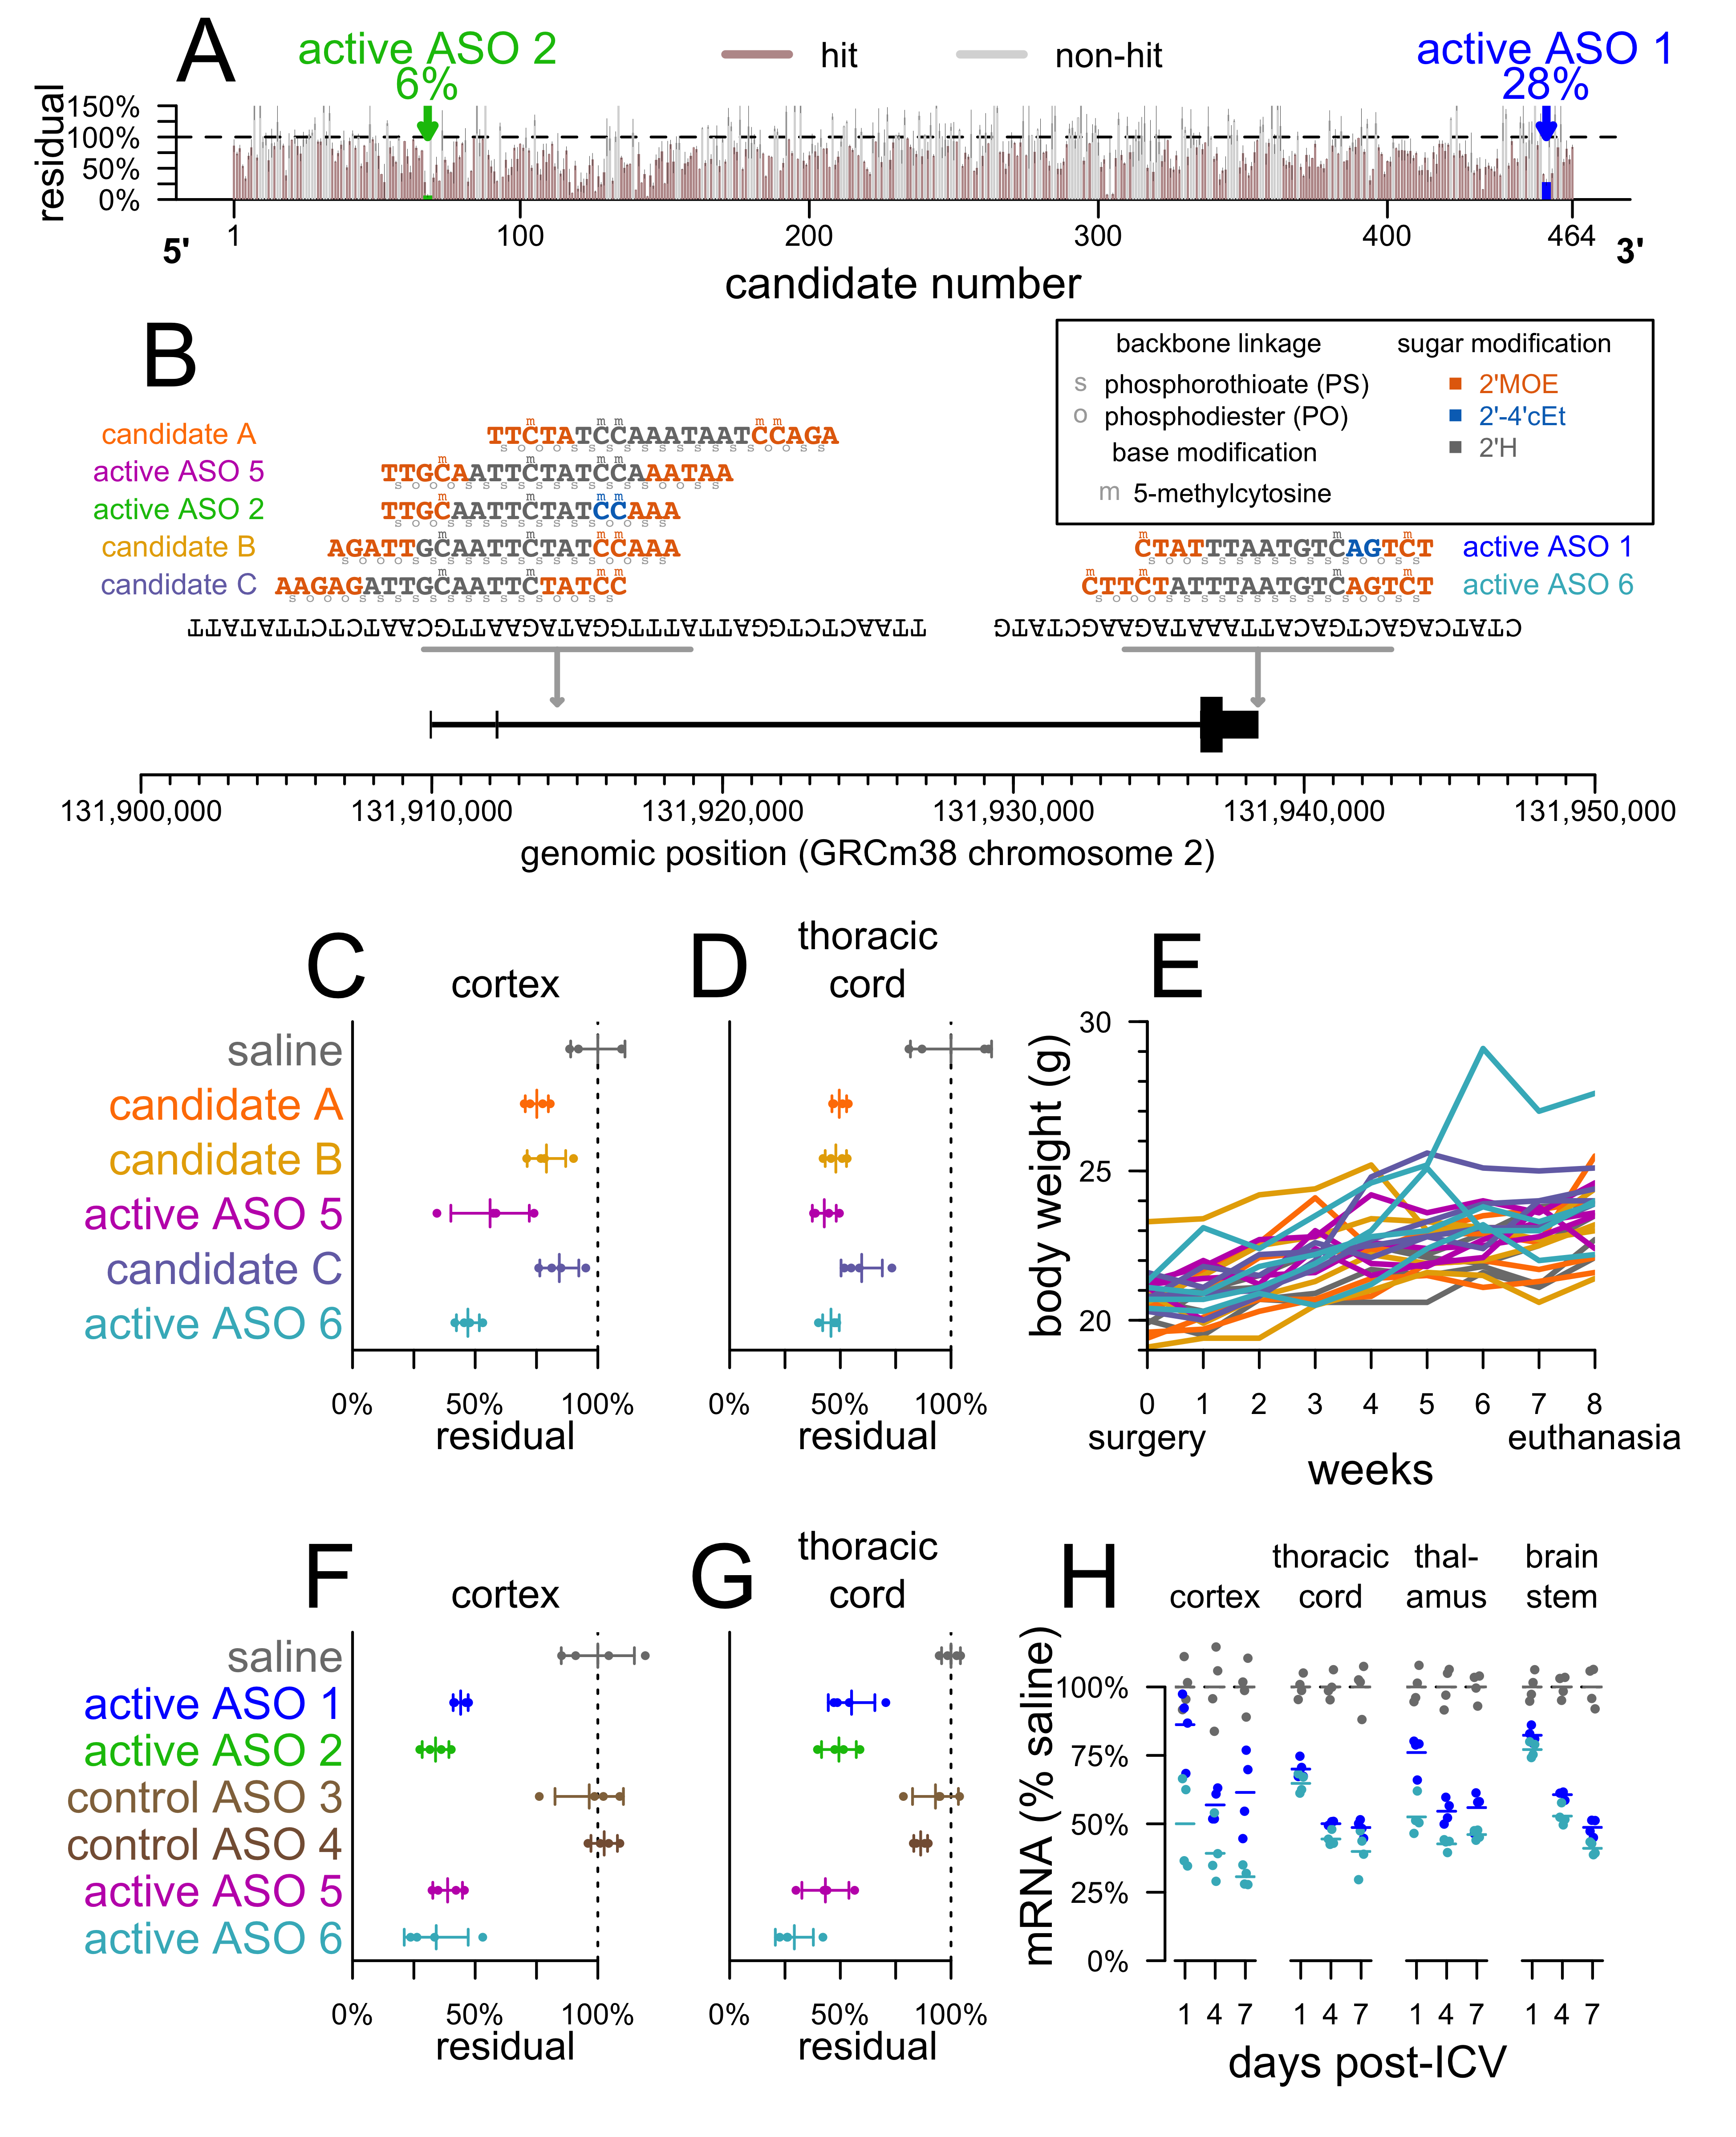 A
active ASO 2
6%
hit
non-hit
active ASO 1
28%
residual
150%
100%
50%
0%
1
100
200
300
400
464
5'
3'
candidate number
B
backbone linkage
sugar modification
s phosphorothioate (PS)
o phosphodiester (PO)
base modification
m 5-methylcytosine
2'MOE
2'-4'cEt
2'H
candidate A TTCTATCCAAATAATCCAGA
active ASO 5 TTGCAATTCTATCCAAATAA
active ASO 2 TTGCAATTCTATCCAAA
candidate B AGATTGCAATTCTATCCAAA
candidate C AAGAGATTGCAATTCTATCC
CTATTTAATGTCAGTCT active ASO 1
CTTCTATTTAATGTCAGTCT active ASO 6
131,900,000
131,910,000
131,920,000
131,930,000
131,940,000
131,950,000
genomic position (GRCm38 chromosome 2)
C
cortex
saline
candidate A
candidate B
active ASO 5
candidate C
active ASO 6
0%
50%
100%
residual
D
thoracic
cord
0%
50%
100%
residual
E
body weight (g)
30
25
20
0
1
2
3
4
5
6
7
8
surgery
euthanasia
weeks
F
cortex
saline
active ASO 1
active ASO 2
control ASO 3
control ASO 4
active ASO 5
active ASO 6
0%
50%
100%
residual
G
thoracic
cord
0%
50%
100%
residual
H
cortex
thoracic
cord
thal-
amus
brain
stem
mRNA (% saline)
100%
75%
50%
25%
0%
1 4 7
1 4 7
1 4 7
1 4 7
days post-ICV